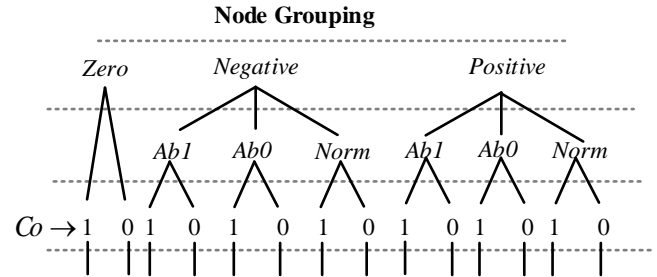 Node Grouping
Zero Negative Positive
Ab1 Ab0 Norm Ab1 Ab0 Norm
Co → 1 0 1 0 1 0 1 0 1 0 1 0 1 0